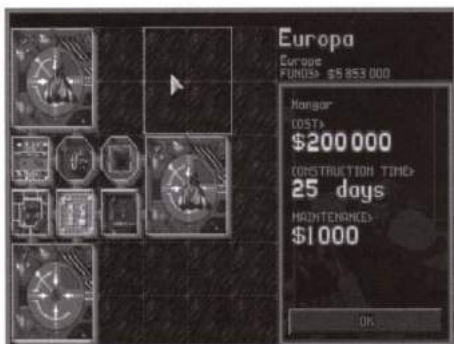 Europa
Europe
FUNDS> $5 853 000
Hangar
COST>
$200 000
CONSTRUCTION TIME>
25 days
MAINTENANCE>
$1000
OK